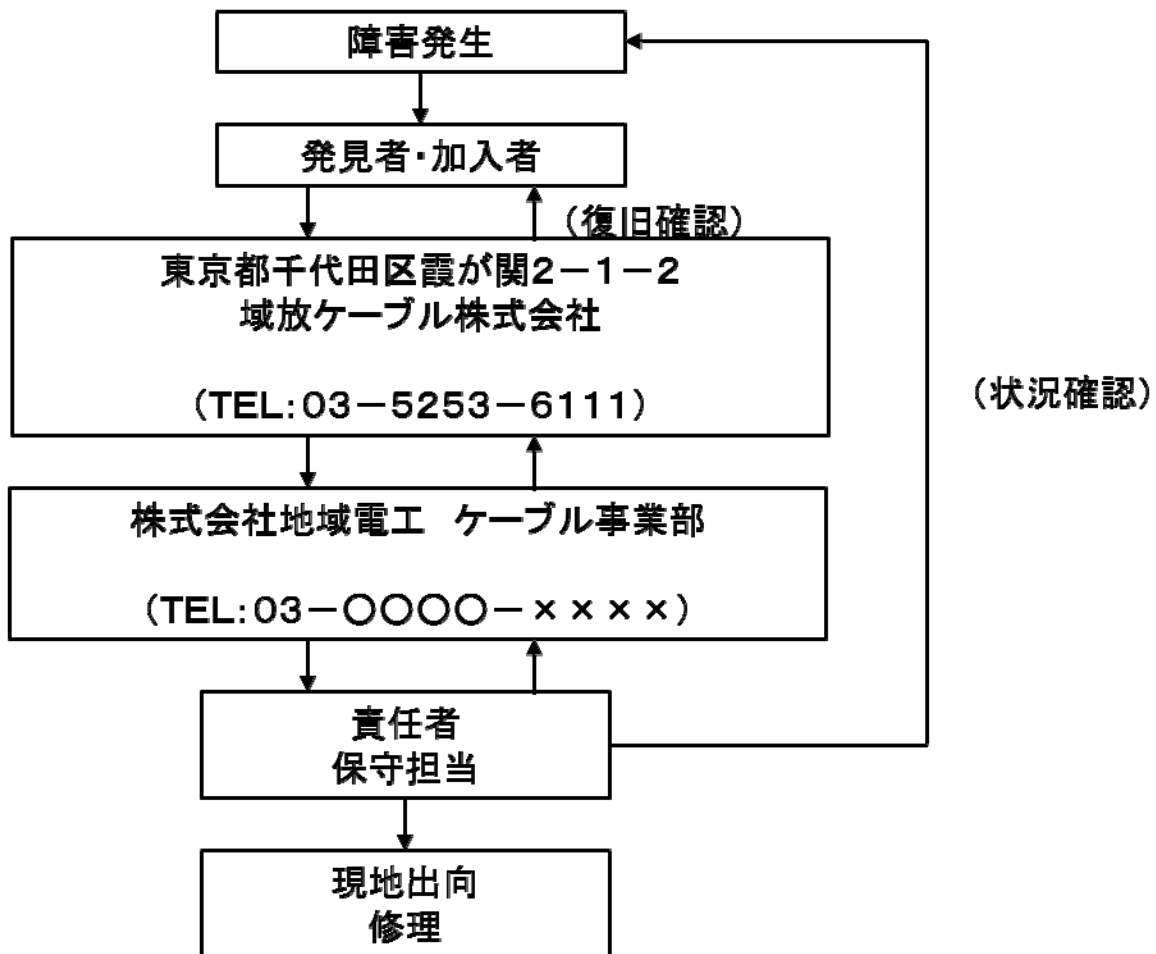 障害発生
発見者・加入者
（復旧確認）
東京都千代田区霞が関２－１－２
域放ケーブル株式会社
（TEL：０３－５２５３－６１１１）
（状況確認）
株式会社地域電工　ケーブル事業部
（TEL：０３－○○○○－××××）
責任者
保守担当
現地出向
修理